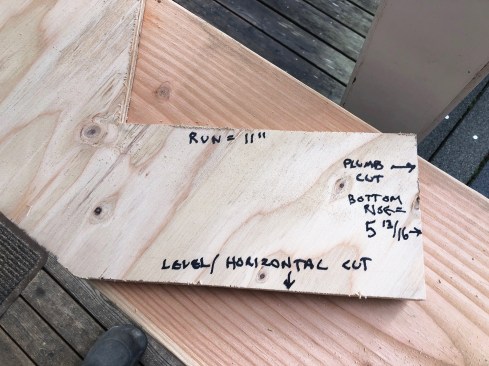 RUN = 11"
PLUMB →
CUT
BOTTOM
RISE =
5 13/16 →
LEVEL/HORIZONTAL CUT
↓